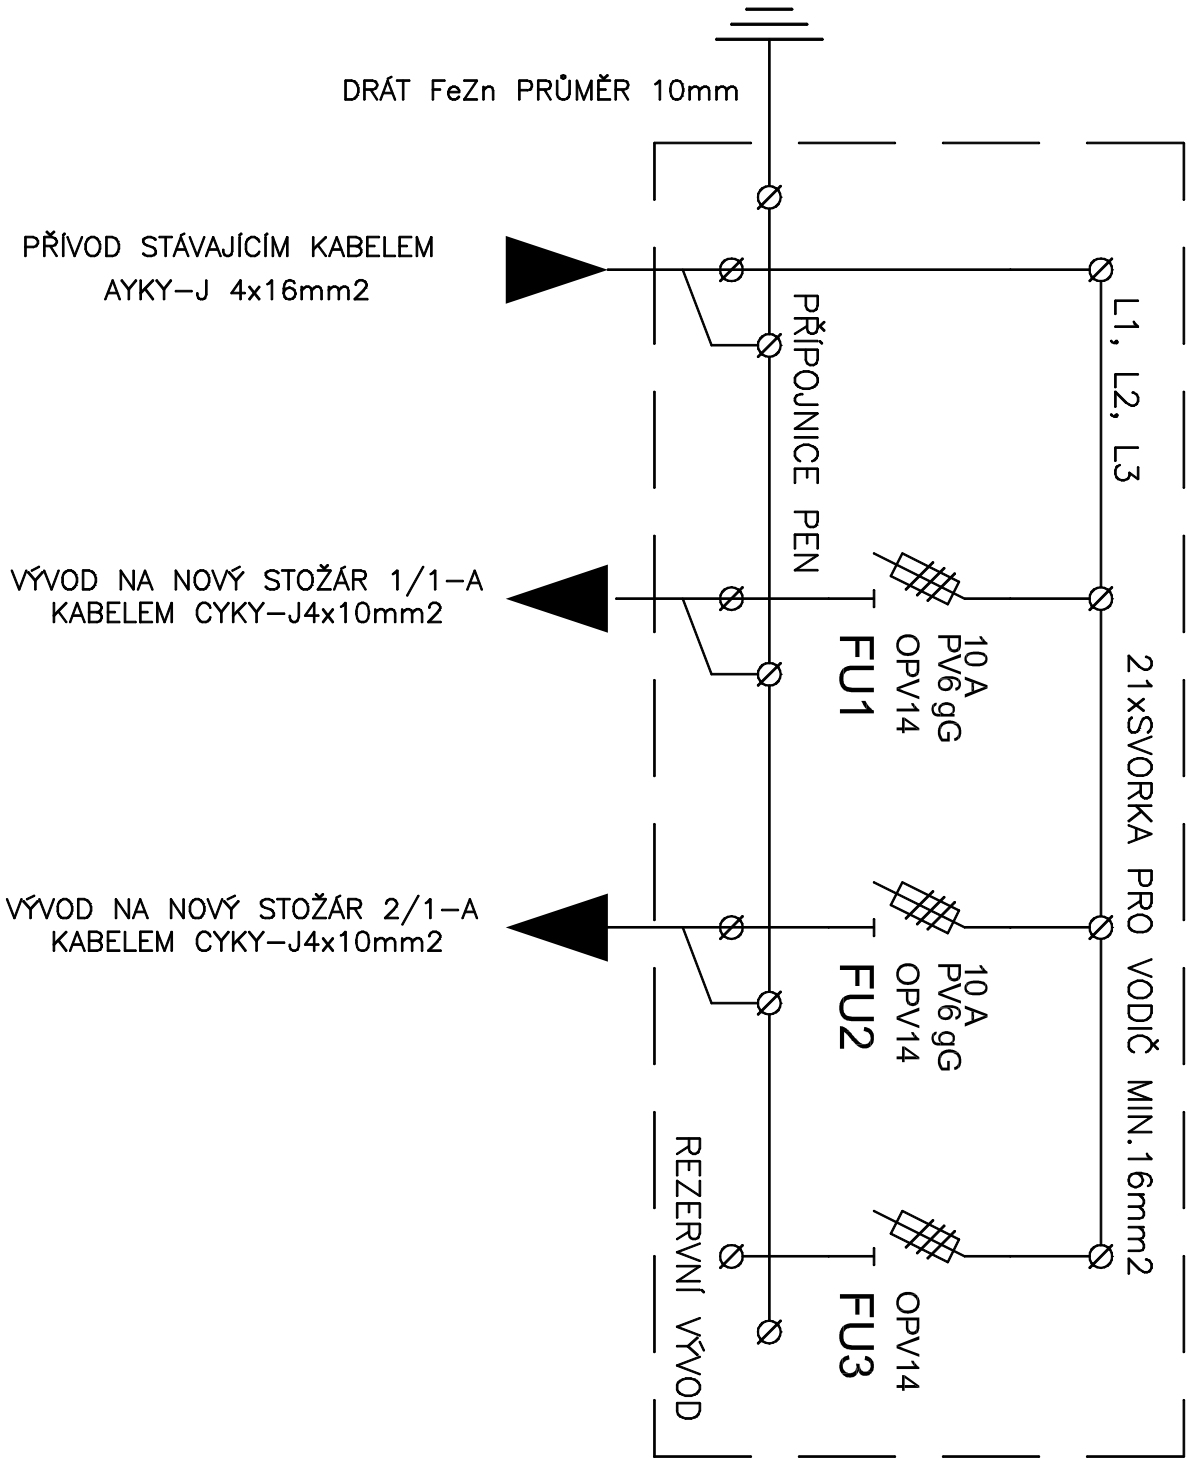 DRÁT FeZn PRŮMĚR 10mm
PŘÍVOD STÁVAJÍCÍM KABELEM
AYKY-J 4x16mm2
PŘÍPOJNICE PEN
L1, L2, L3
VÝVOD NA NOVÝ STOŽÁR 1/1-A
KABELEM CYKY-J4x10mm2
10 A
PV6 gG
OPV14
FU1
21xSVORKA PRO VODIČ MIN.16mm2
VÝVOD NA NOVÝ STOŽÁR 2/1-A
KABELEM CYKY-J4x10mm2
10 A
PV6 gG
OPV14
FU2
REZERVNÍ VÝVOD
OPV14
FU3